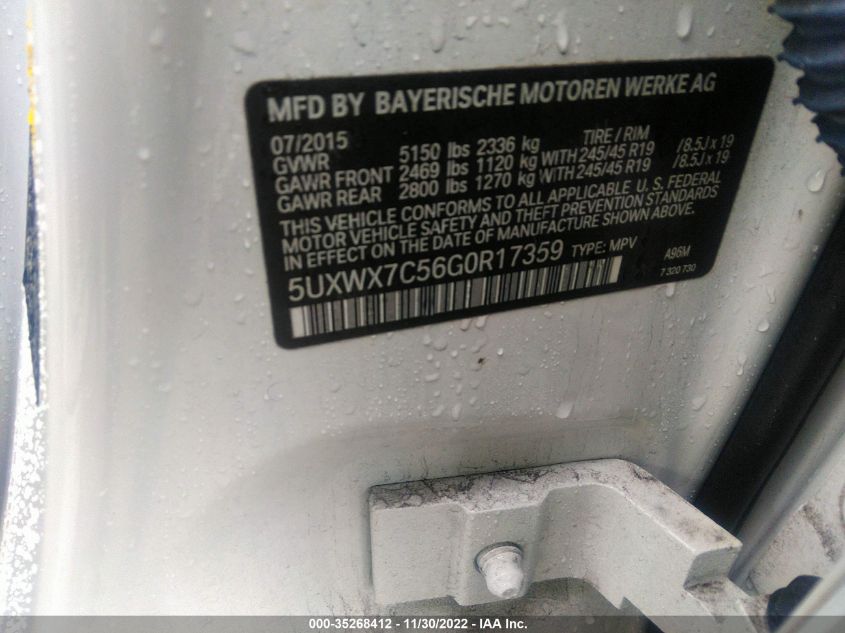 MFD BY BAYERISCHE MOTOREN WERKE AG
07/2015 TIRE / RIM
GVWR 5150 lbs 2336 kg
GAWR FRONT 2469 lbs 1120 kg WITH 245/45 R19 /8.5J x 19
GAWR REAR 2800 lbs 1270 kg WITH 245/45 R19 /8.5J x 19
THIS VEHICLE CONFORMS TO ALL APPLICABLE U. S. FEDERAL
MOTOR VEHICLE SAFETY AND THEFT PREVENTION STANDARDS
IN EFFECT ON THE DATE OF MANUFACTURE SHOWN ABOVE.
5UXWX7C56G0R17359 TYPE: MPV A96M
7 320 730
000-35268412 - 11/30/2022 - IAA Inc.